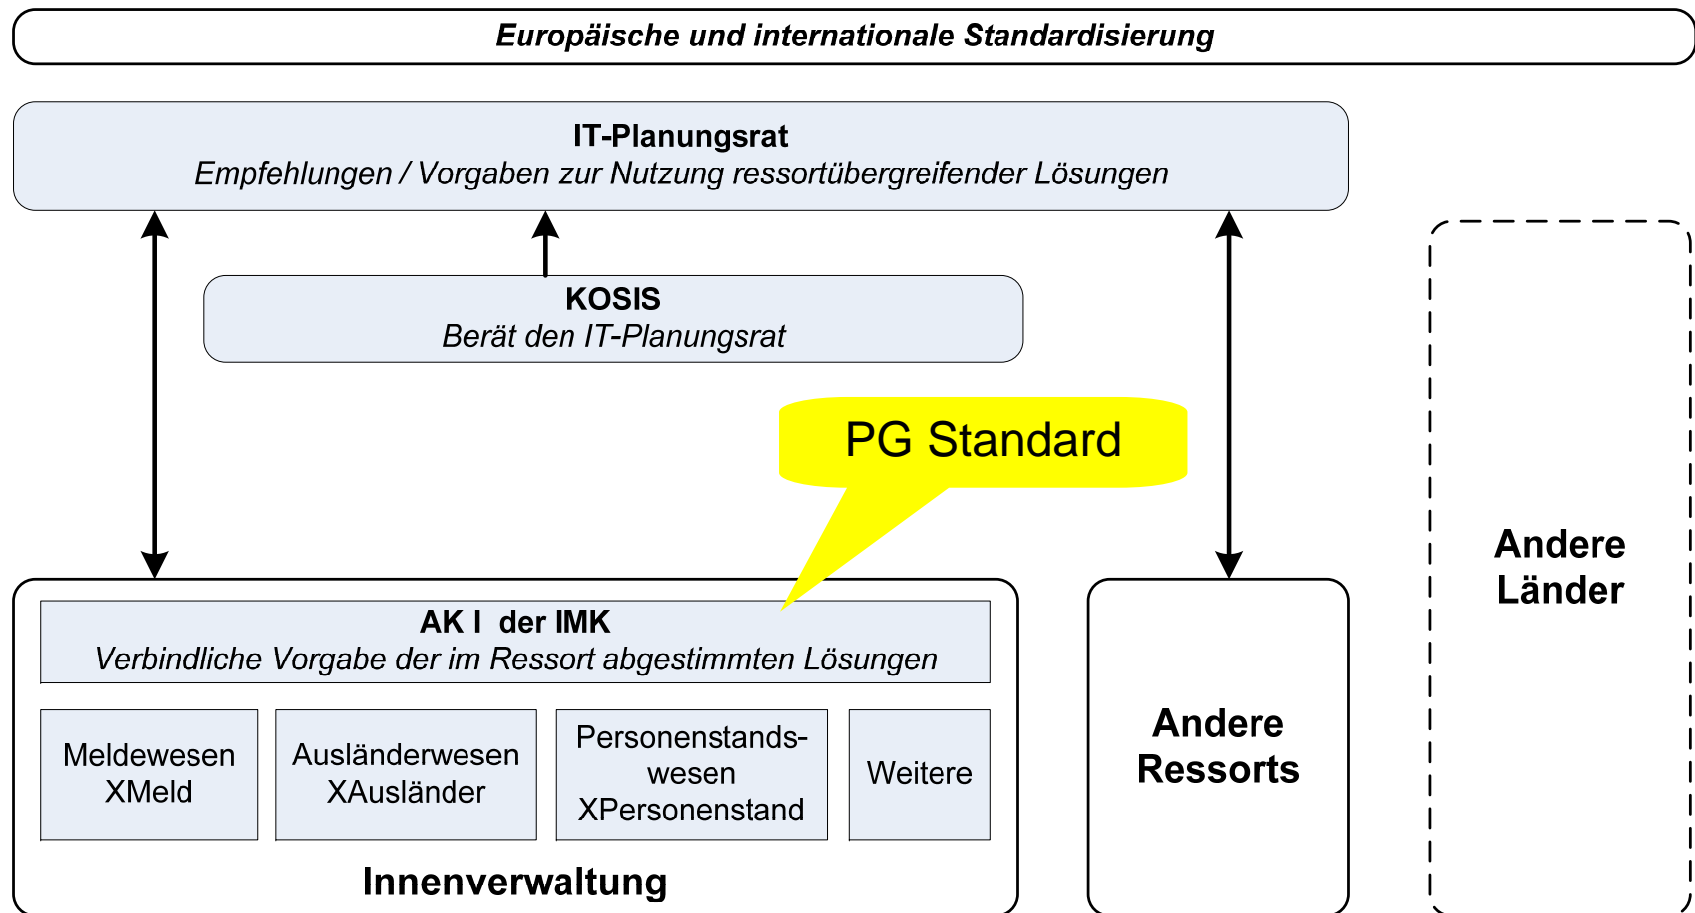 Europäische und internationale Standardisierung
IT-Planungsrat
Empfehlungen / Vorgaben zur Nutzung ressortübergreifender Lösungen
KOSIS
Berät den IT-Planungsrat
PG Standard
AK I der IMK
Verbindliche Vorgabe der im Ressort abgestimmten Lösungen
Meldewesen
XMeld
Ausländerwesen
XAusländer
Personenstands-
wesen
XPersonenstand
Weitere
Innenverwaltung
Andere
Ressorts
Andere
Länder